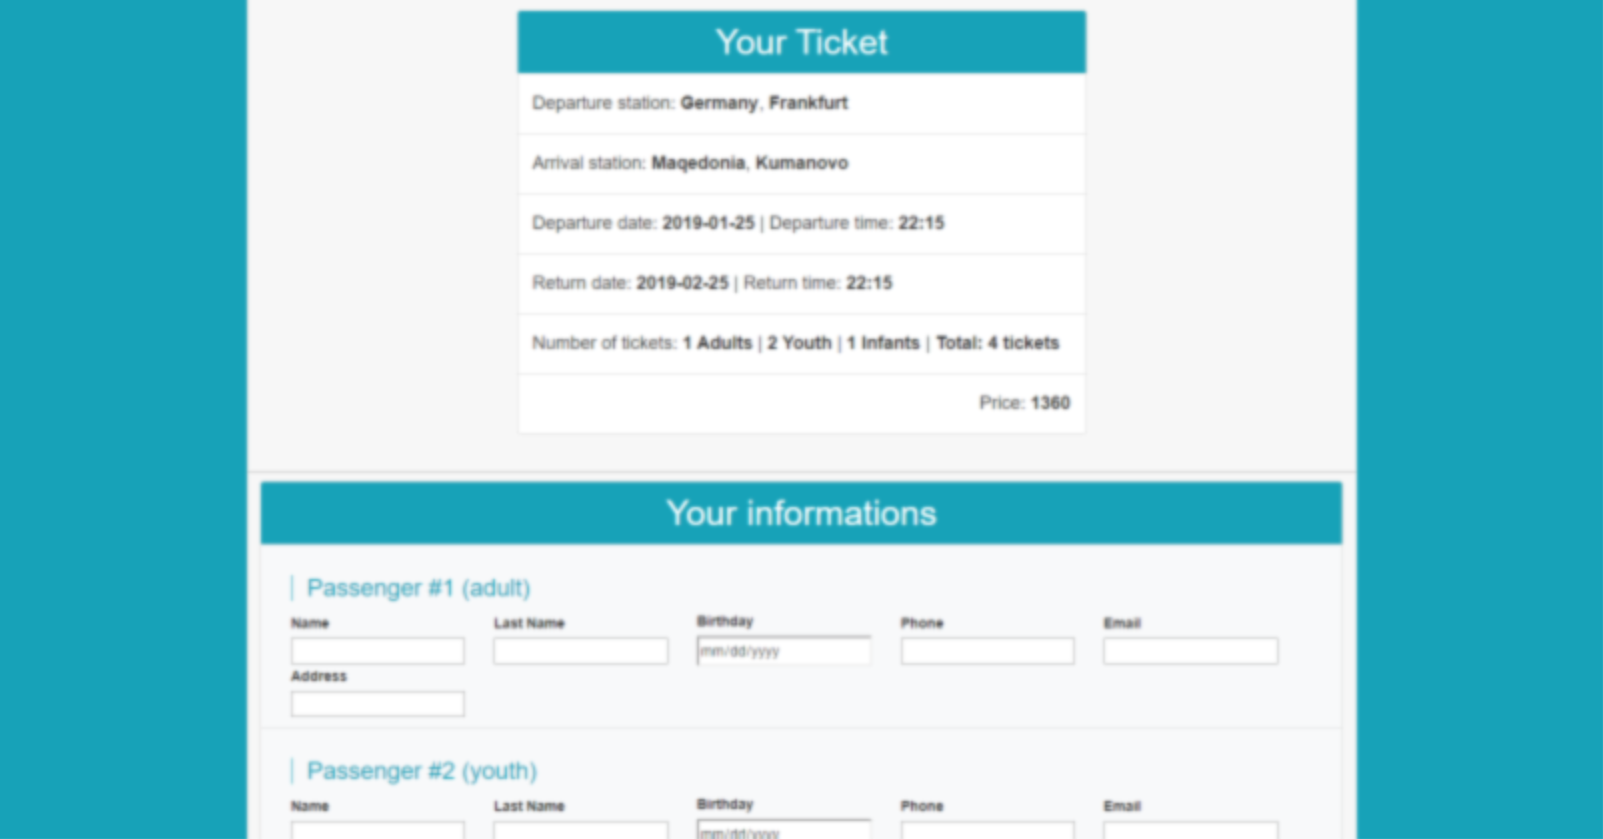 Your Ticket
Departure station: Germany, Frankfurt
Arrival station: Maqedonia, Kumanovo
Departure date: 2019-01-25 | Departure time: 22:15
Return date: 2019-02-25 | Return time: 22:15
Number of tickets: 1 Adults | 2 Youth | 1 Infants | Total: 4 tickets
Price: 1360
Your informations
Passenger #1 (adult)
Name Last Name Birthday Phone Email
mm/dd/yyyy
Address
Passenger #2 (youth)
Name Last Name Birthday Phone Email
mm/dd/yyyy